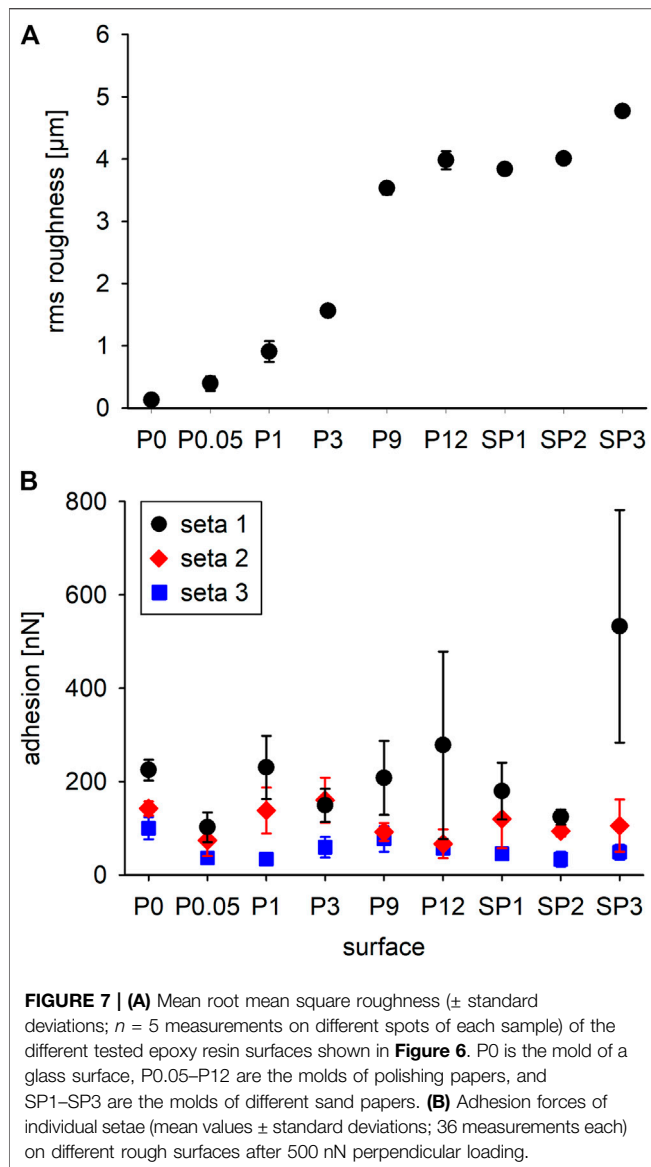 A
6
5
4
3
2
1
0
rms roughness [µm]
P0 P0.05 P1 P3 P9 P12 SP1 SP2 SP3
B
800
600
400
200
0
adhesion [nN]
seta 1
seta 2
seta 3
P0 P0.05 P1 P3 P9 P12 SP1 SP2 SP3
surface
FIGURE 7 | (A) Mean root mean square roughness (± standard
deviations; n = 5 measurements on different spots of each sample) of the
different tested epoxy resin surfaces shown in Figure 6. P0 is the mold of a
glass surface, P0.05–P12 are the molds of polishing papers, and
SP1–SP3 are the molds of different sand papers. (B) Adhesion forces of
individual setae (mean values ± standard deviations; 36 measurements each)
on different rough surfaces after 500 nN perpendicular loading.